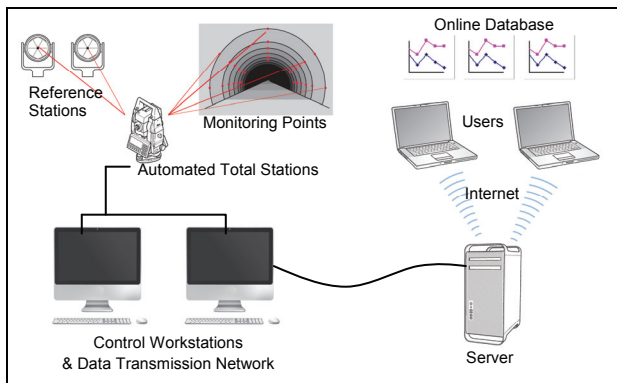 Reference
Stations
Monitoring Points
Automated Total Stations
Control Workstations
& Data Transmission Network
Online Database
Users
Internet
Server